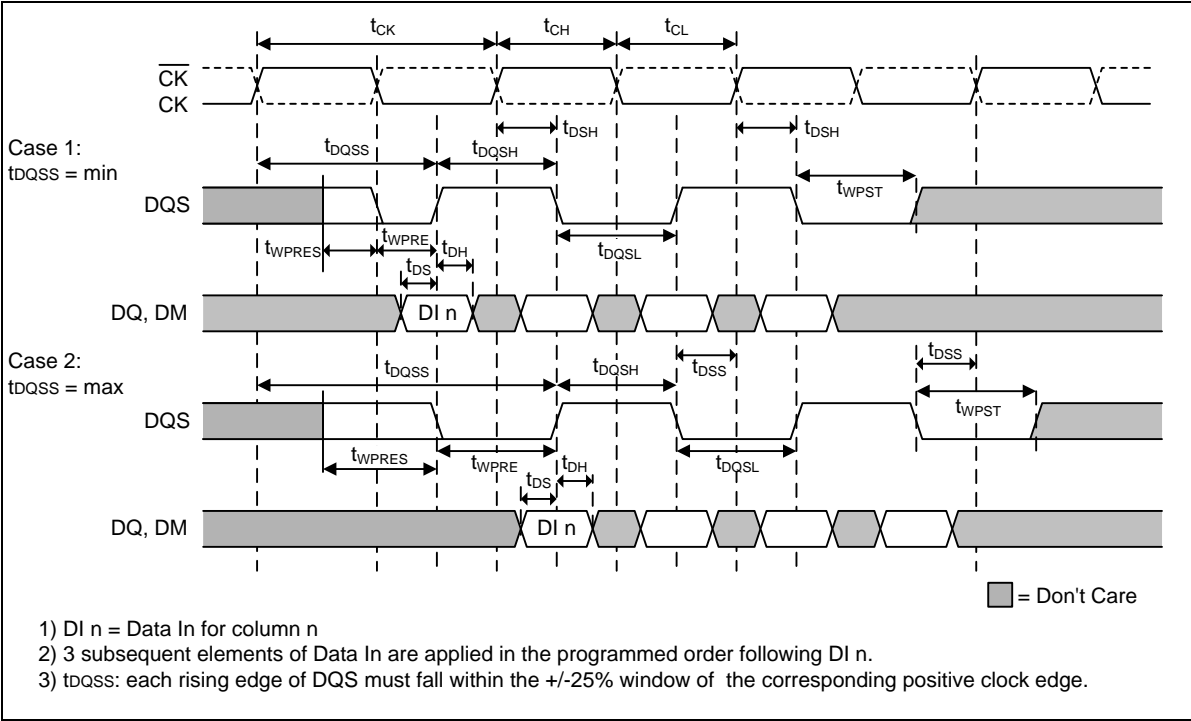 tCK tCH tCL
CK
CK
tDSH tDSH
Case 1:
tDQSS = min
tDQSS tDQSH
tWPST
DQS
tWPRES tWPRE tDH tDQSL
tDS
DQ, DM DI n
Case 2:
tDQSS = max
tDQSS tDQSH tDSS tDSS
tWPST
DQS
tWPRES tWPRE tDH tDQSL
tDS
DQ, DM DI n
= Don't Care
1) DI n = Data In for column n
2) 3 subsequent elements of Data In are applied in the programmed order following DI n.
3) tDQSS: each rising edge of DQS must fall within the +/-25% window of the corresponding positive clock edge.